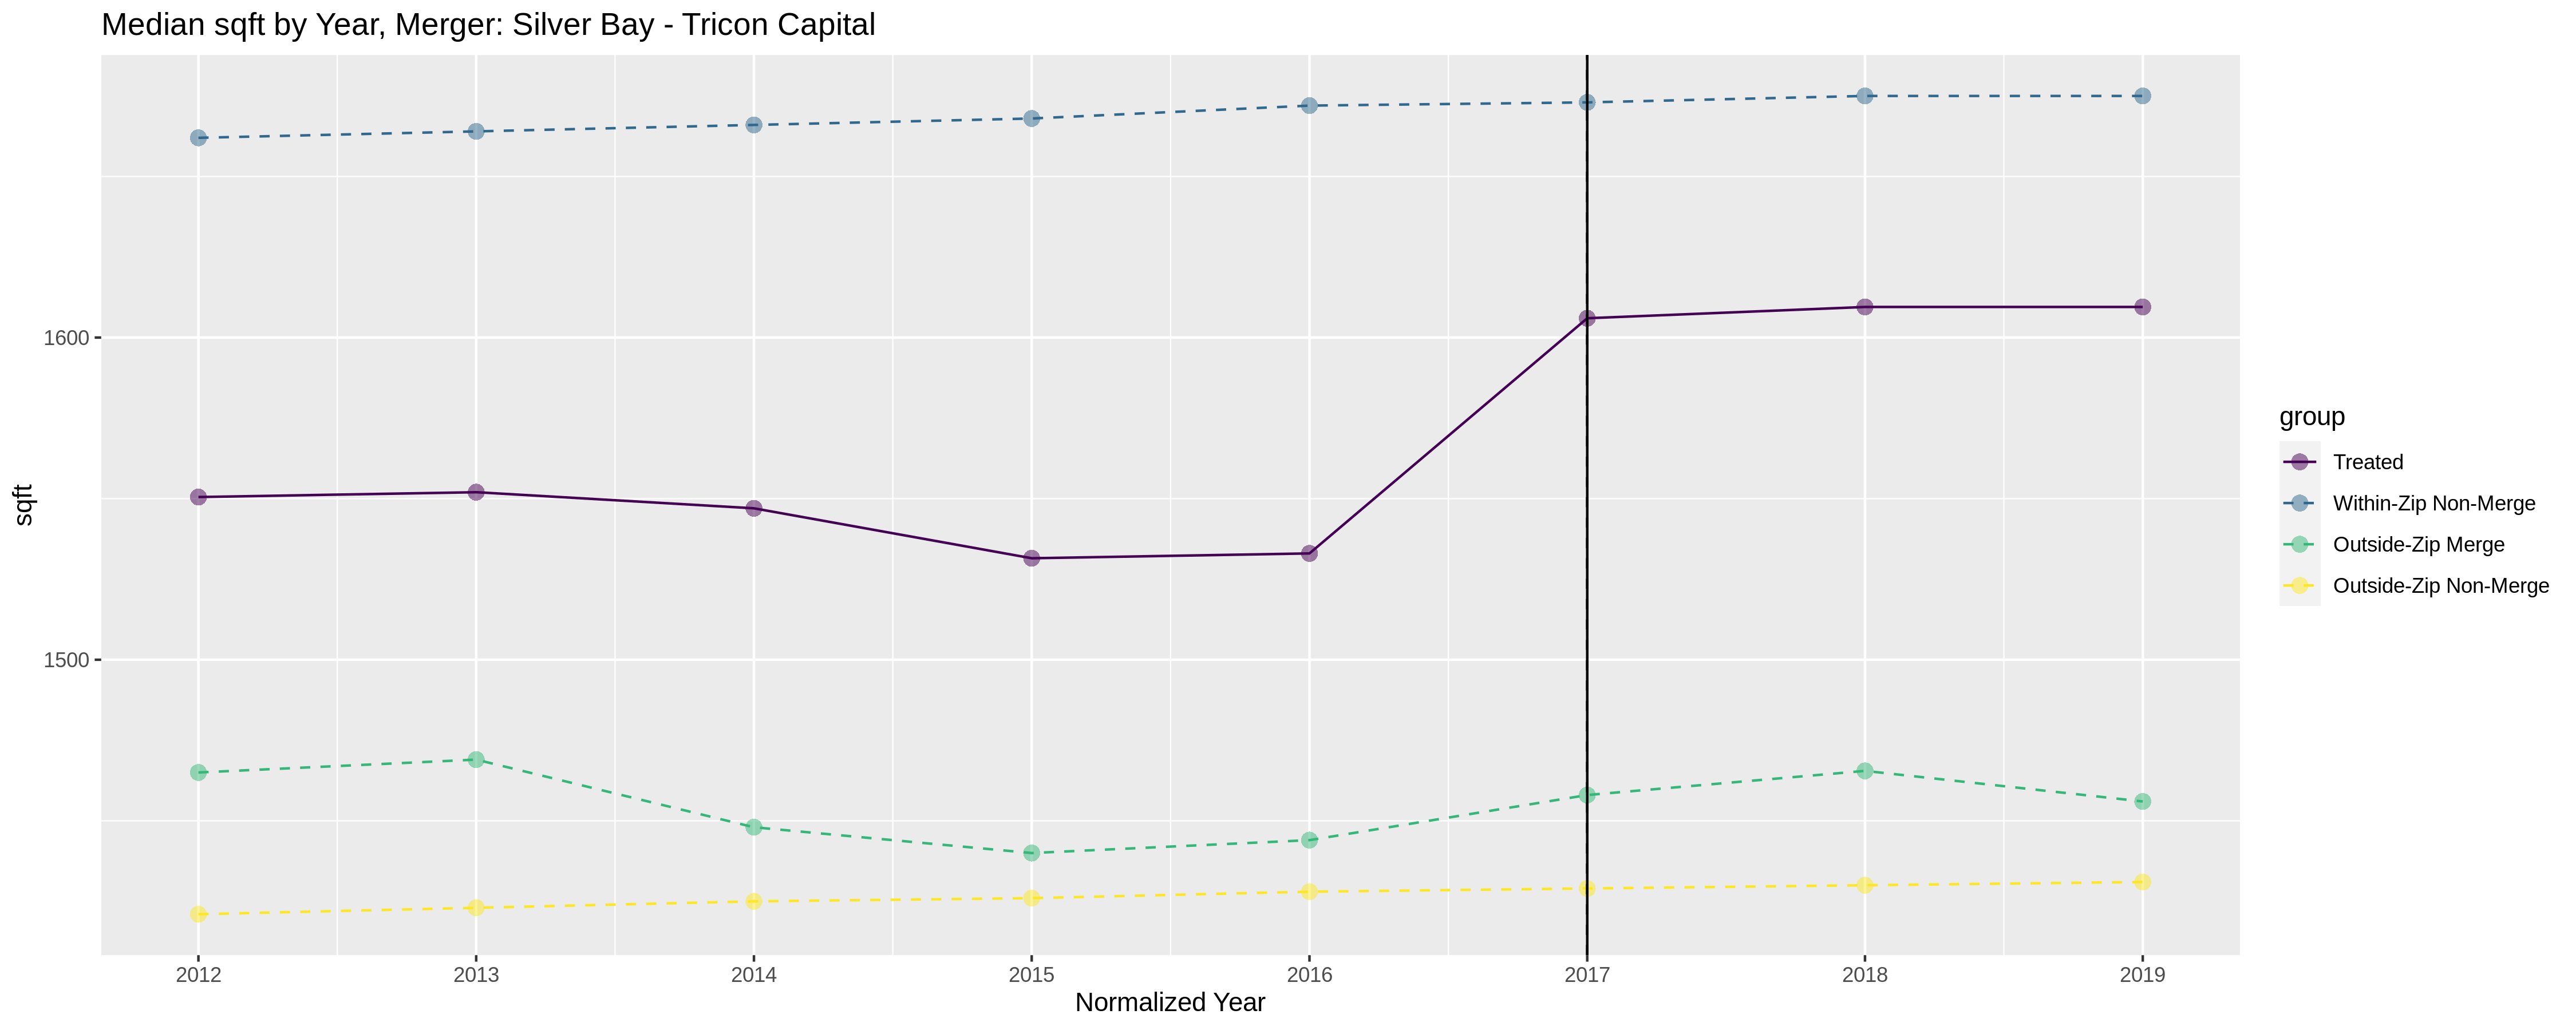 Median sqft by Year, Merger: Silver Bay - Tricon Capital
sqft
1600
1500
2012 2013 2014 2015 2016 2017 2018 2019
Normalized Year
group
Treated
Within-Zip Non-Merge
Outside-Zip Merge
Outside-Zip Non-Merge